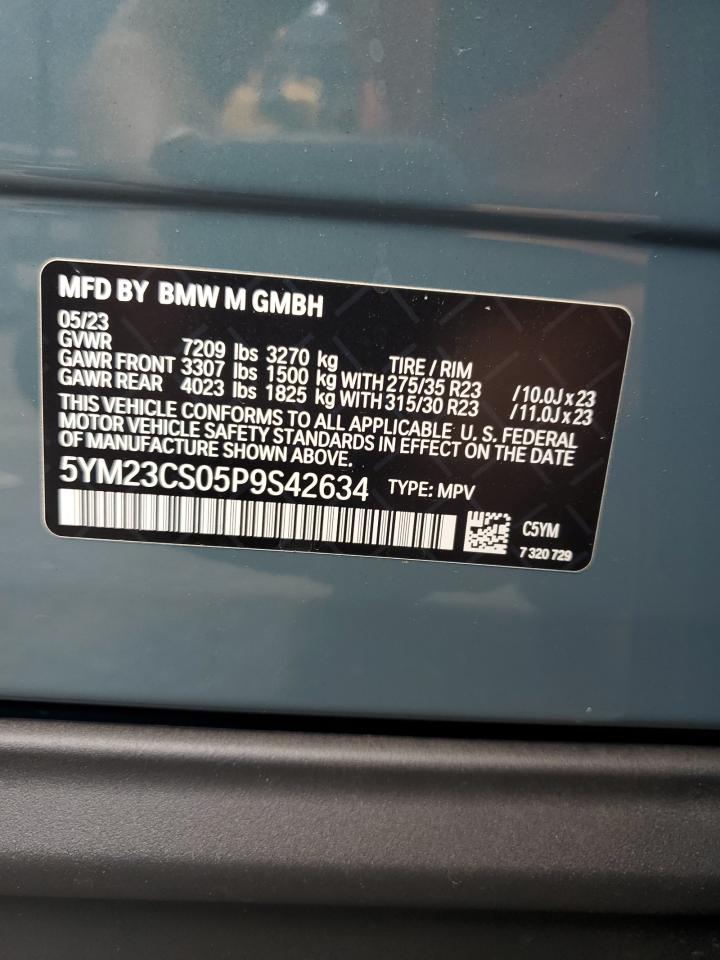 MFD BY BMW M GMBH
05/23
GVWR 7209 lbs 3270 kg TIRE / RIM
GAWR FRONT 3307 lbs 1500 kg WITH 275/35 R23 /10.0J x 23
GAWR REAR 4023 lbs 1825 kg WITH 315/30 R23 /11.0J x 23
THIS VEHICLE CONFORMS TO ALL APPLICABLE U. S. FEDERAL
MOTOR VEHICLE SAFETY STANDARDS IN EFFECT ON THE DATE
OF MANUFACTURE SHOWN ABOVE.
5YM23CS05P9S42634 TYPE: MPV
C5YM
7 320 729